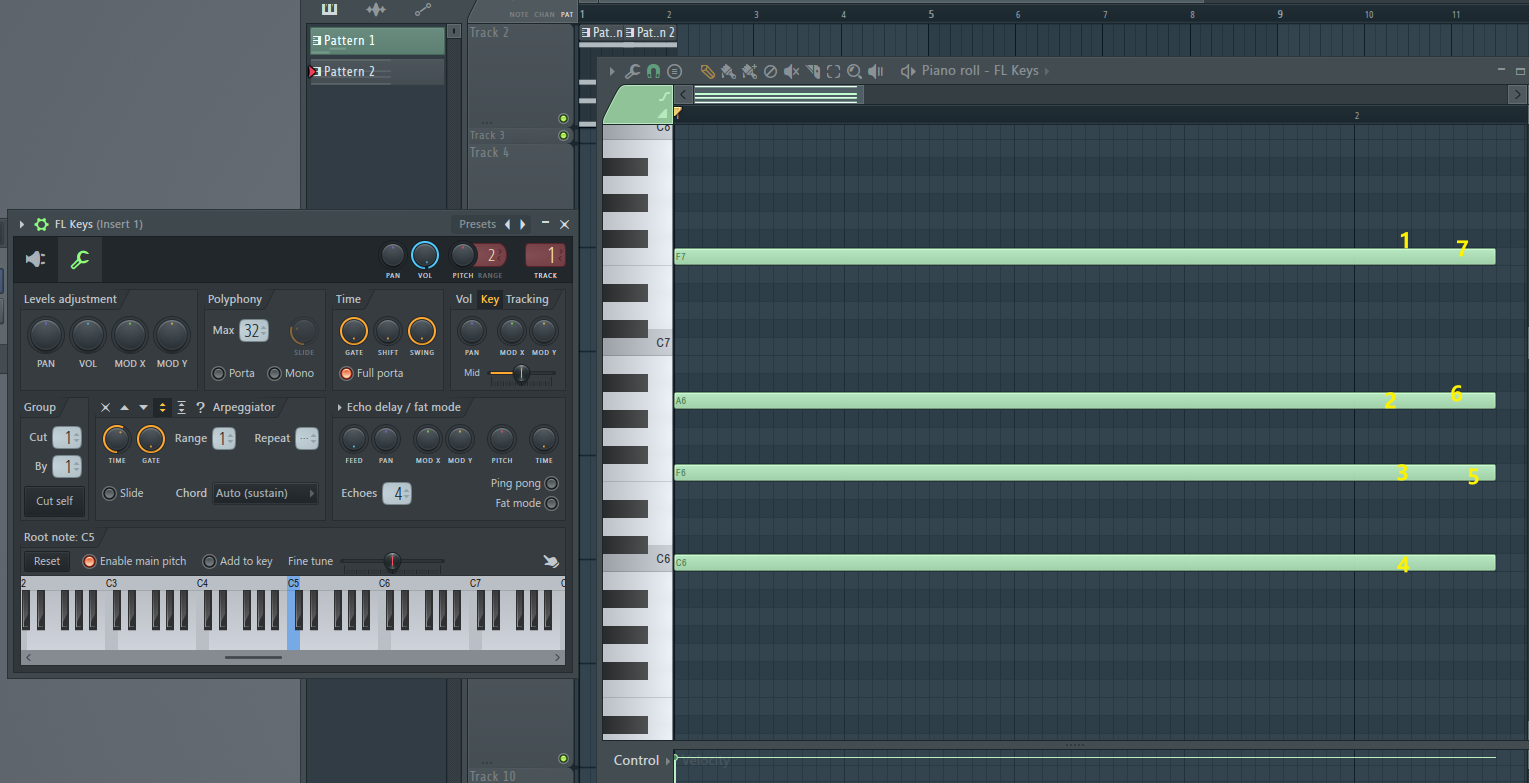 NOTE CHAN PAT
Pattern 1
Pattern 2
Track 2
Track 3
Track 4
Track 10
1 2 3 4 5 6 7 8 9 10 11
Pat..n Pat..n 2
Piano roll - FL Keys
1 2
C8
C7
C6
F7
A6
F6
C6
1 7
2 6
3 5
4
Control Velocity
FL Keys (Insert 1)
Presets
2 1
PAN VOL PITCH RANGE TRACK
Levels adjustment
PAN VOL MOD X MOD Y
Polyphony
Max 32
SLIDE
Porta Mono
Time
GATE SHIFT SWING
Full porta
Vol Key Tracking
PAN MOD X MOD Y
Mid
Group
Cut 1
By 1
Cut self
? Arpeggiator
TIME GATE
Range 1 Repeat ...
Slide Chord Auto (sustain)
Echo delay / fat mode
FEED PAN MOD X MOD Y PITCH TIME
Echoes 4
Ping pong
Fat mode
Root note: C5
Reset Enable main pitch Add to key Fine tune
2 C3 C4 C5 C6 C7 C